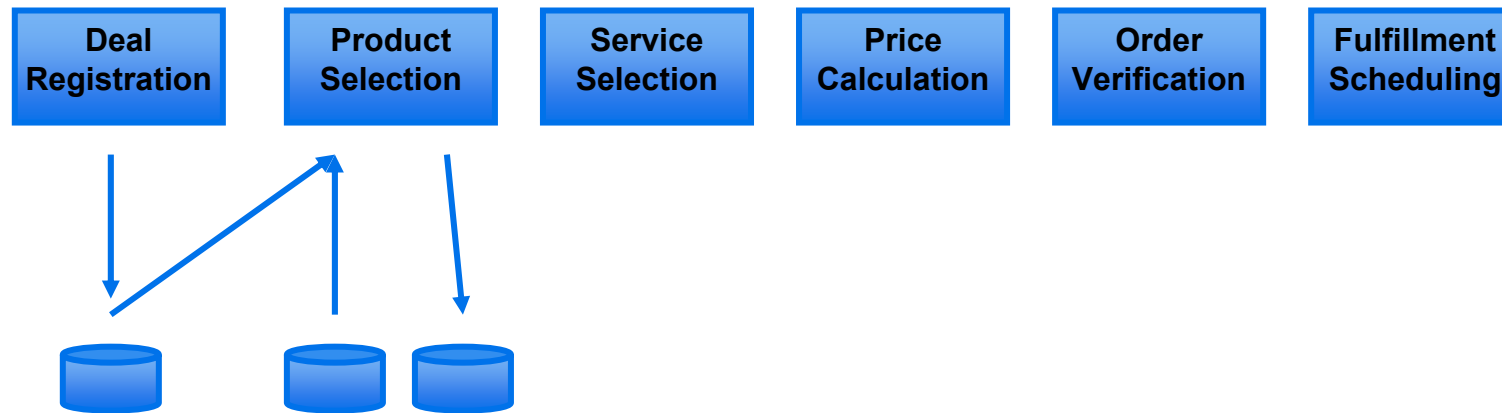 Deal
Registration
Product
Selection
Service
Selection
Price
Calculation
Order
Verification
Fulfillment
Scheduling